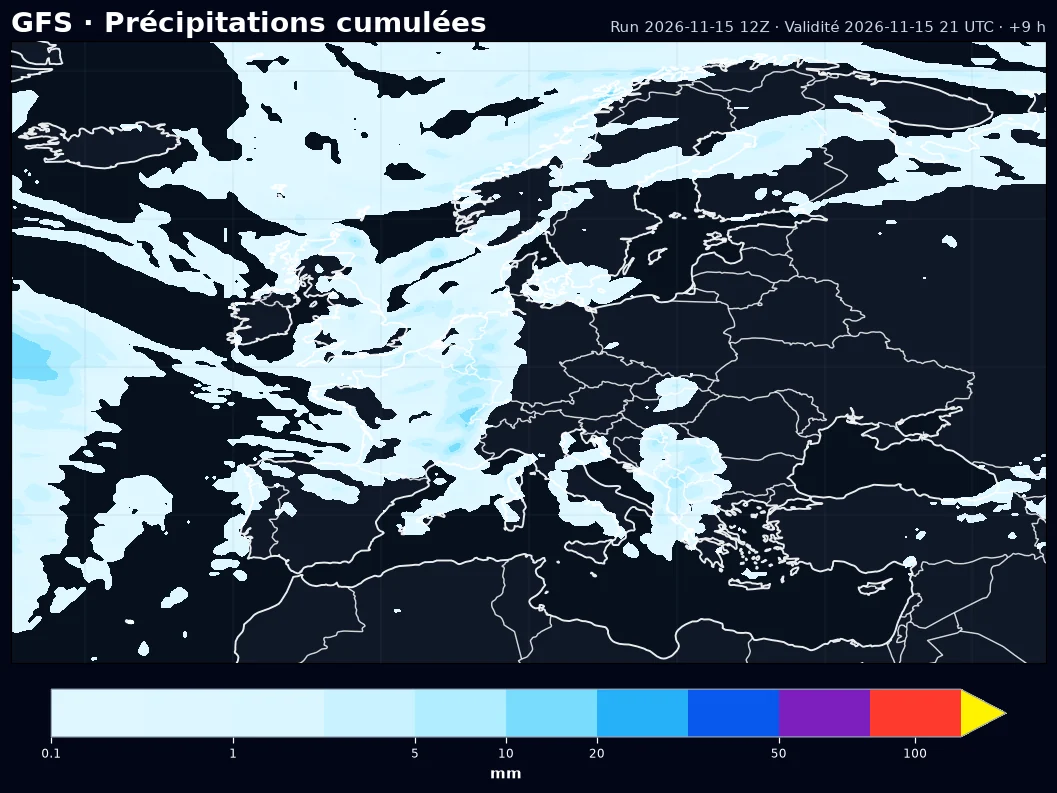 GFS · Précipitations cumulées
Run 2026-11-15 12Z · Validité 2026-11-15 21 UTC · +9 h
0.1 1 5 10 20 50 100
mm